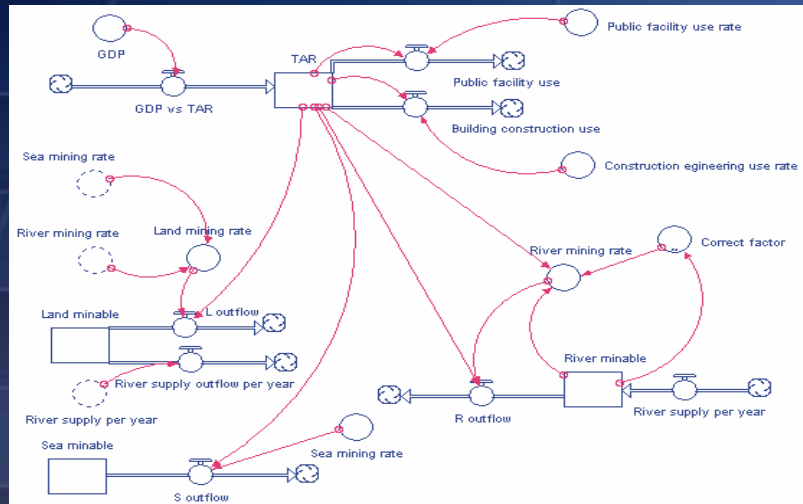 Public facility use rate
GDP
TAR
Public facility use
GDP vs TAR
Building construction use
Sea mining rate
Construction egineering use rate
River mining rate
Land mining rate
River mining rate
Correct factor
Land minable
L outflow
River minable
River supply outflow per year
River supply per year
R outflow
River supply per year
Sea minable
Sea mining rate
S outflow